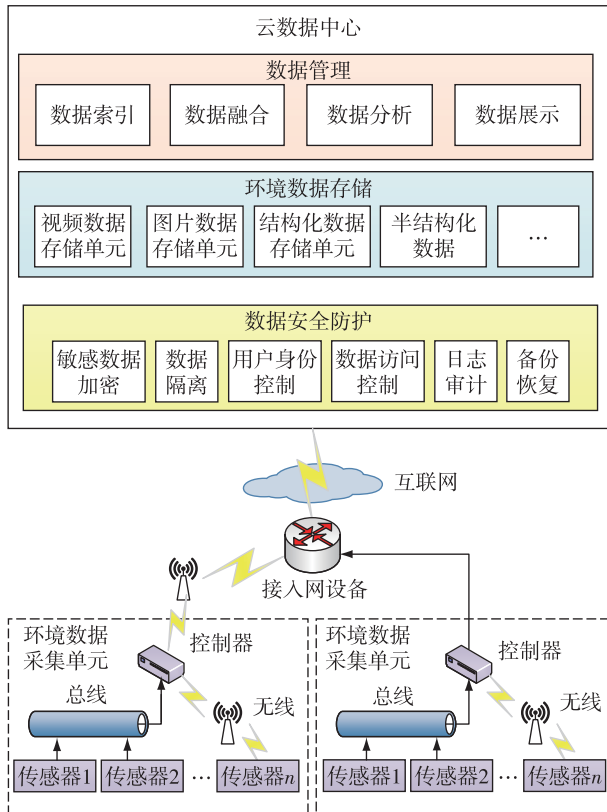 云数据中心
数据管理
数据索引 数据融合 数据分析 数据展示
环境数据存储
视频数据 图片数据 结构化数据 半结构化
存储单元 存储单元 存储单元 数据 …
数据安全防护
敏感数据 数据 用户身份 数据访问 日志 备份
加密 隔离 控制 控制 审计 恢复
互联网
接入网设备
环境数据 控制器 环境数据 控制器
采集单元 采集单元
总线 无线 总线 无线
传感器1 传感器2 … 传感器n 传感器1 传感器2 … 传感器n